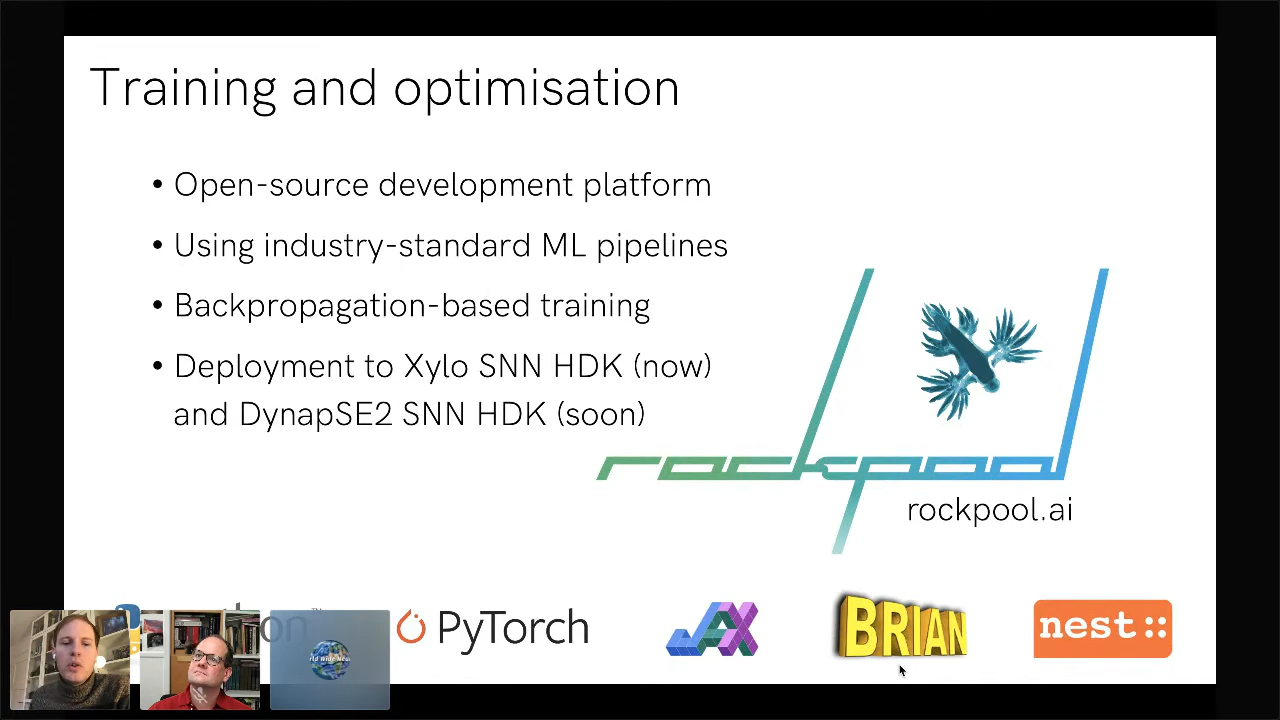 Training and optimisation
• Open-source development platform
• Using industry-standard ML pipelines
• Backpropagation-based training
• Deployment to Xylo SNN HDK (now)
and DynapSE2 SNN HDK (soon)
rockpool
rockpool.ai
PyTorch
JAX
BRIAN
nest::